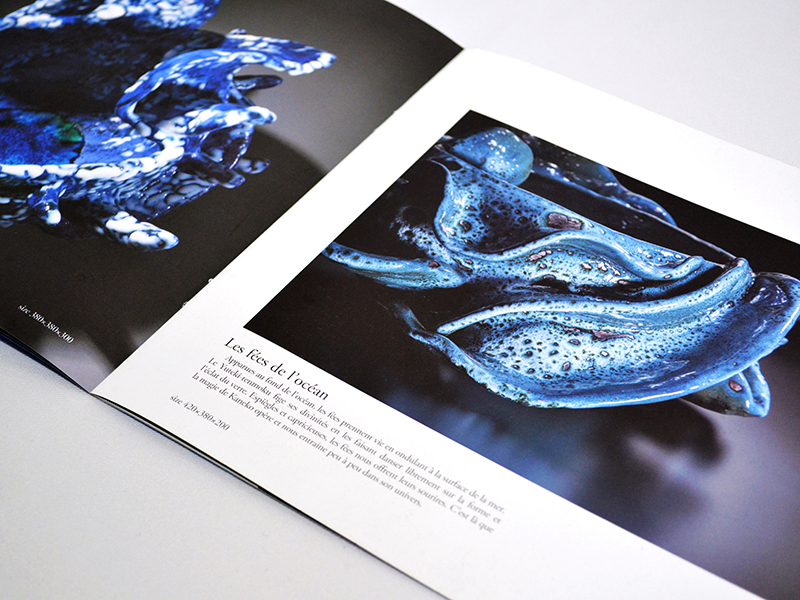 size 380×380×300
Les fées de l'océan
Apparues au fond de l'océan, les fées prennent vie en ondulant à la surface de la mer.
Le Yuteki tenmoku fige ses divinités en les faisant danser librement sur la forme et
l'éclat du verre. Espiègles et capricieuses, les fées nous offrent leurs sourires. C'est là que
la magie de Kaneko opère et nous entraine peu à peu dans son univers.
size 420×380×200